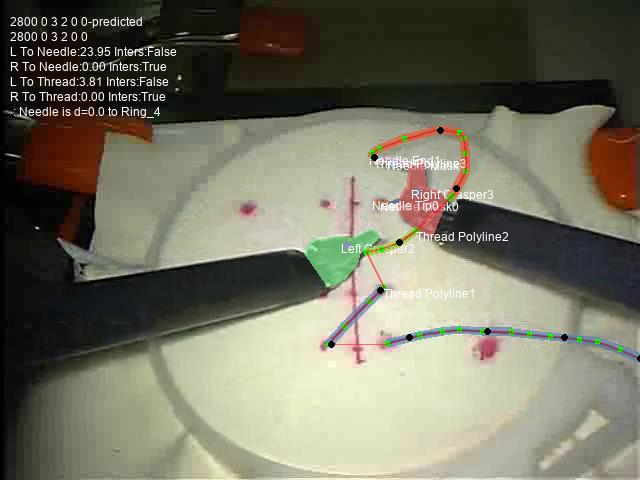 2800 0 3 2 0 0-predicted
2800 0 3 2 0 0
L To Needle:23.95 Inters:False
R To Needle:0.00 Inters:True
L To Thread:3.81 Inters:False
R To Thread:0.00 Inters:True
: Needle is d=0.0 to Ring_4
Needle End1
Right Grasper3
Thread Polyline2
Left Grasper2
Thread Polyline1